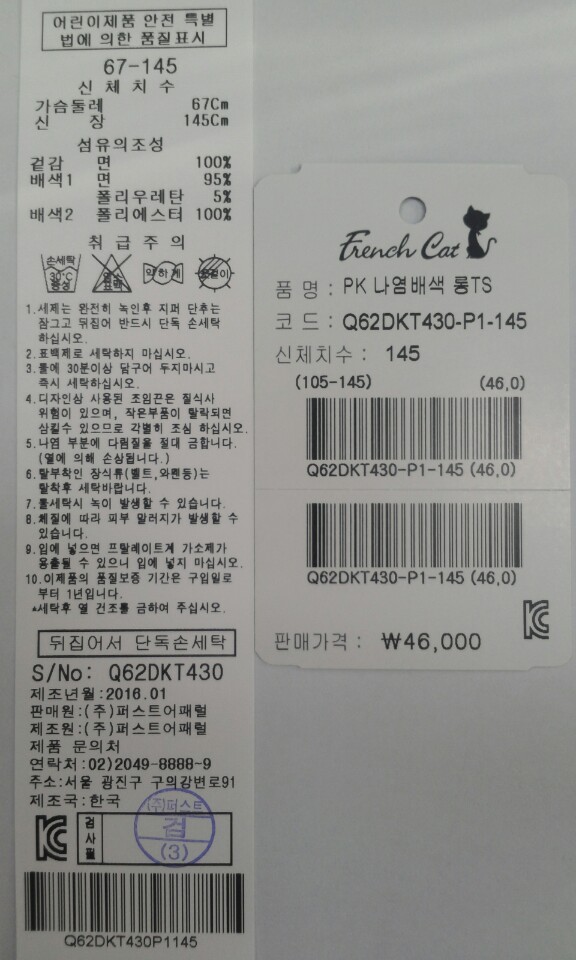 어린이제품 안전 특별
법에 의한 품질표시
67-145
신 체 치 수
가슴둘레 67Cm
신 장 145Cm
섬유의조성
겉감 면 100%
배색1 면 95%
폴리우레탄 5%
배색2 폴리에스터 100%
취 급 주 의
손세탁
30°C
중성
염소
표백
약하게
옷걸이
1.세제는 완전히 녹인후 지퍼 단추는
잠그고 뒤집어 반드시 단독 손세탁
하십시오.
2.표백제로 세탁하지 마십시오.
3.물에 30분이상 담구어 두지마시고
즉시 세탁하십시오.
4.디자인상 사용된 조임끈은 질식사
위험이 있으며, 작은부품이 탈락되면
삼킬수 있으므로 각별히 조심 하십시오.
5.나염 부분에 다림질을 절대 금합니다.
(열에 의해 손상됩니다.)
6.탈부착인 장식류(벨트,와펜등)는
탈착후 세탁바랍니다.
7.물세탁시 녹이 발생할 수 있습니다.
8.체질에 따라 피부 알러지가 발생할 수
있습니다.
9.입에 넣으면 프탈레이트계 가소제가
용출될 수 있으니 입에 넣지 마십시오.
10.이제품의 품질보증 기간은 구입일로
부터 1년입니다.
▲세탁후 열 건조를 금하여 주십시오.
뒤집어서 단독손세탁
S/No: Q62DKT430
제조년월:2016.01
판매원:(주)퍼스트어패럴
제조원:(주)퍼스트어패럴
제품 문의처
연락처:02)2049-8888-9
주소:서울 광진구 구의강변로91
제조국:한국
KC
검사필
(주)퍼스트
검
(3)
Q62DKT430P1145
French Cat
품 명 : PK 나염배색 롱TS
코 드 : Q62DKT430-P1-145
신체치수 : 145
(105-145) (46,0)
Q62DKT430-P1-145 (46,0)
Q62DKT430-P1-145 (46,0)
KC
판매가격 : ₩46,000